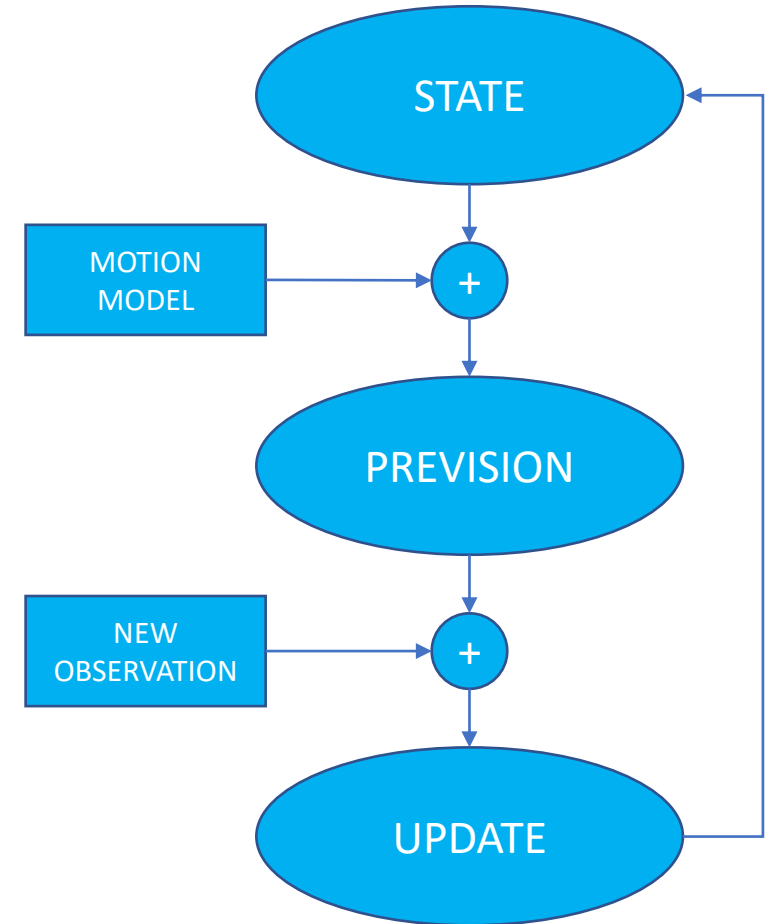 STATE
MOTION
MODEL
+
PREVISION
NEW
OBSERVATION
+
UPDATE